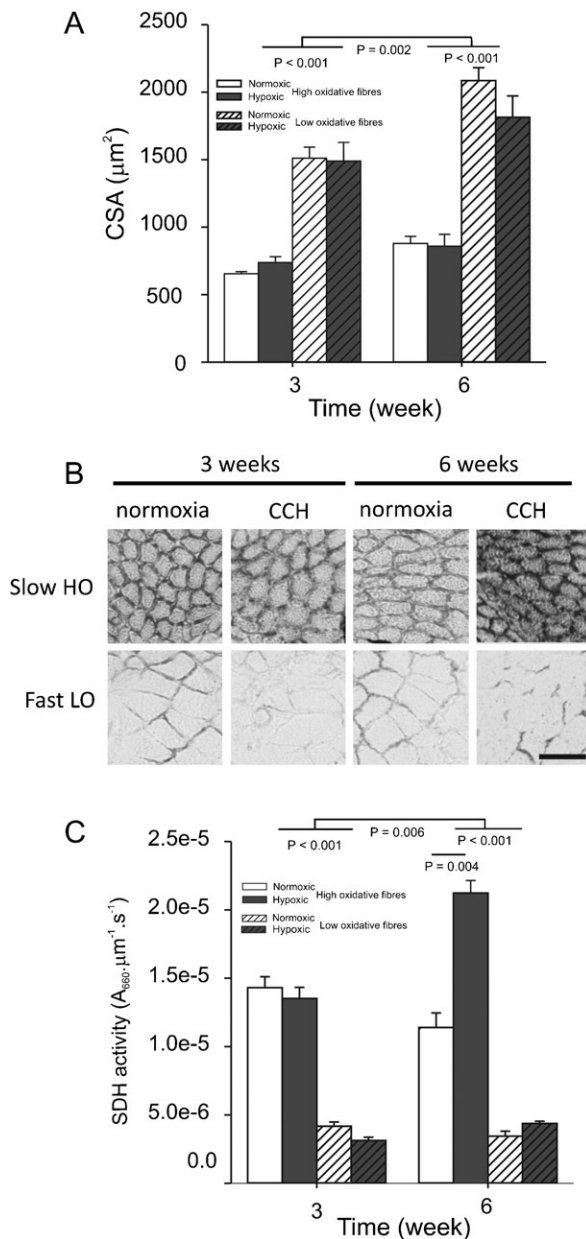 A
P = 0.002
P < 0.001
P < 0.001
2500
2000
1500
1000
500
0
CSA (μm²)
Normoxic
Hypoxic
High oxidative fibres
Normoxic
Hypoxic
Low oxidative fibres
3
6
Time (week)
B
3 weeks
6 weeks
normoxia
CCH
normoxia
CCH
Slow HO
Fast LO
C
P = 0.006
P < 0.001
P < 0.001
P = 0.004
2.5e-5
2.0e-5
1.5e-5
1.0e-5
5.0e-6
0.0
SDH activity (A₆₆₀·μm⁻¹.s⁻¹)
Normoxic
Hypoxic
High oxidative fibres
Normoxic
Hypoxic
Low oxidative fibres
3
6
Time (week)